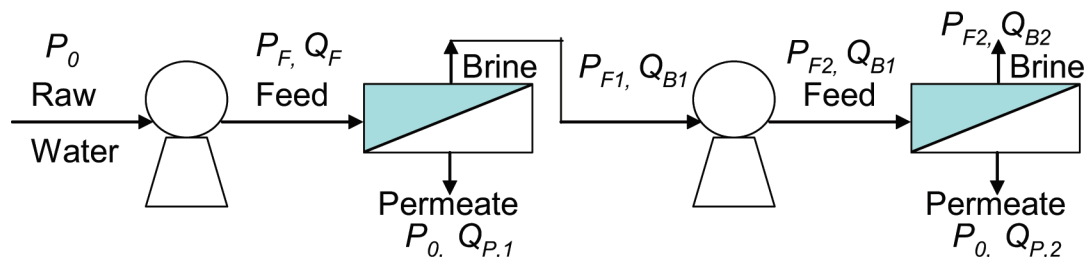 P0
Raw
Water
PF, QF
Feed
Brine
Permeate
P0. QP.1
PF1, QB1
PF2, QB1
Feed
PF2, QB2
Brine
Permeate
P0. QP.2